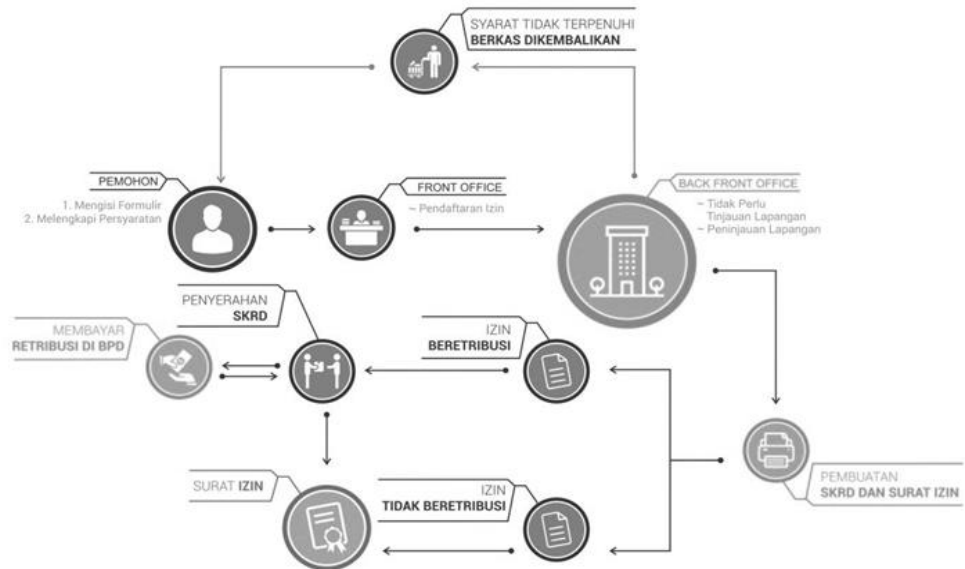 SYARAT TIDAK TERPENUHI
BERKAS DIKEMBALIKAN
PEMOHON
1. Mengisi Formulir
2. Melengkapi Persyaratan
FRONT OFFICE
~ Pendaftaran Izin
BACK FRONT OFFICE
~ Tidak Perlu
Tinjauan Lapangan
~ Peninjauan Lapangan
PENYERAHAN
SKRD
MEMBAYAR
RETRIBUSI DI BPD
IZIN
BERETRIBUSI
SURAT IZIN
IZIN
TIDAK BERETRIBUSI
PEMBUATAN
SKRD DAN SURAT IZIN